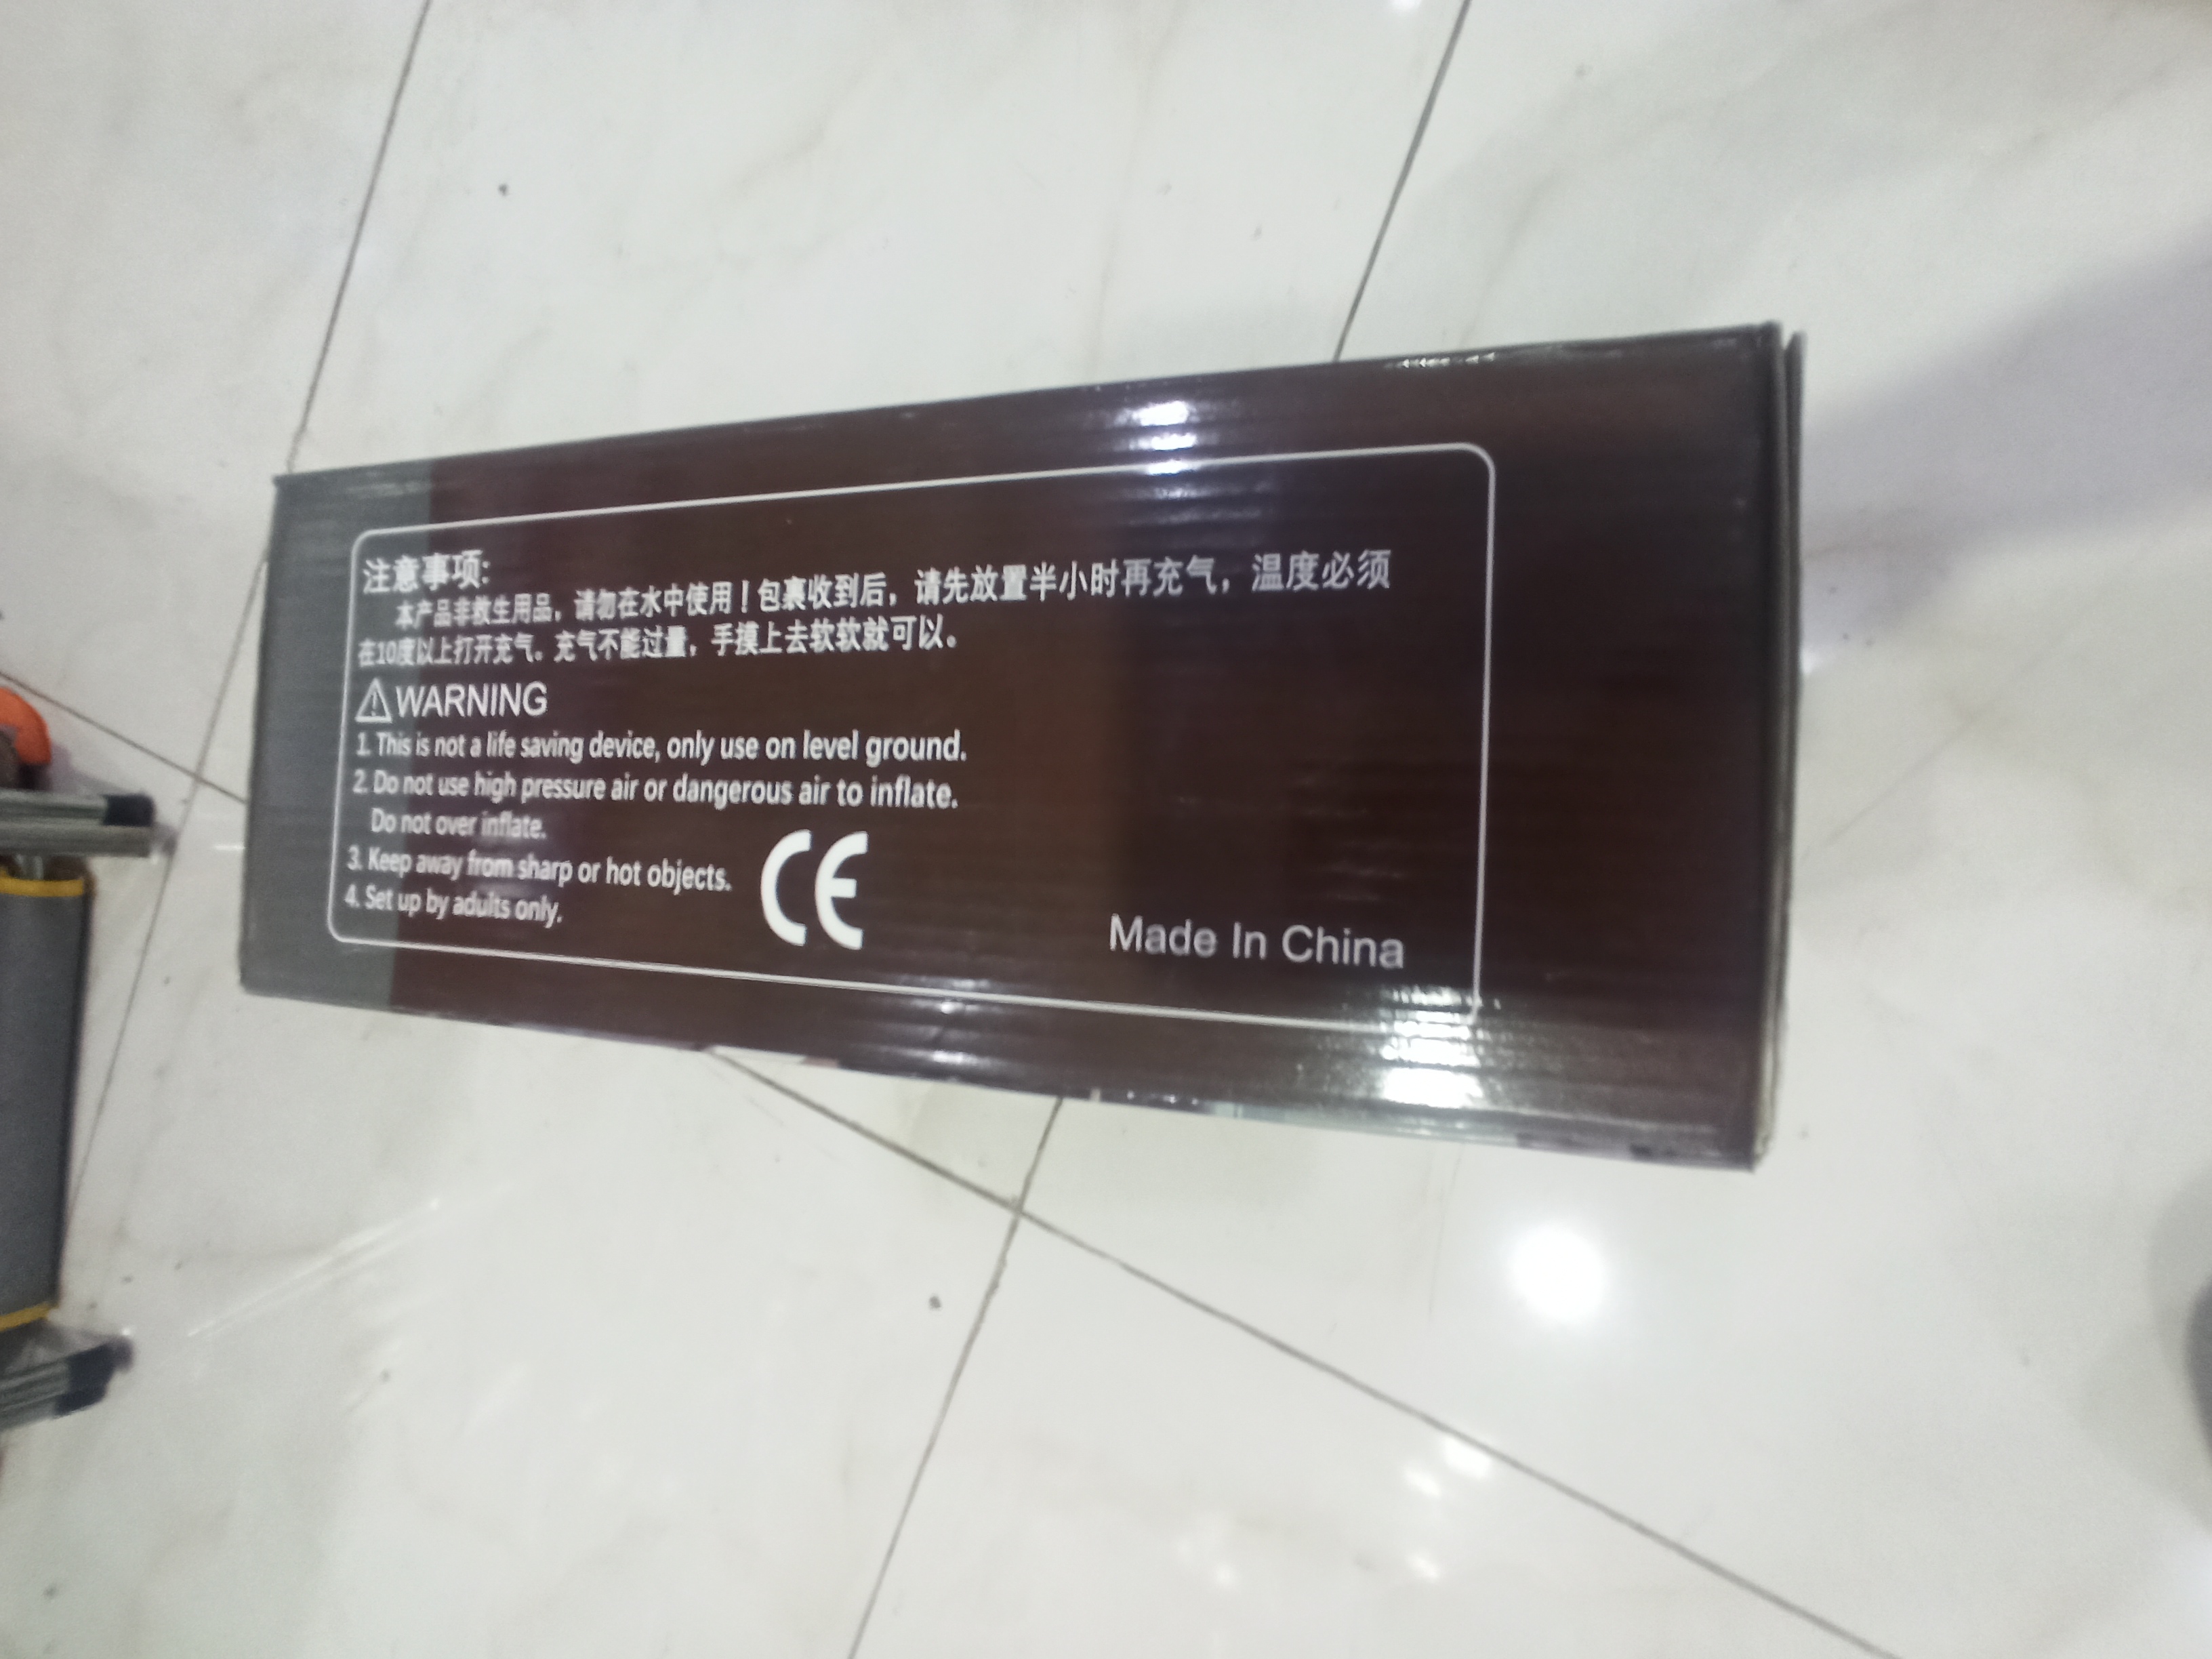 注意事项:
本产品非救生用品，请勿在水中使用！包裹收到后，请先放置半小时再充气，温度必须
在10度以上打开充气。充气不能过量，手摸上去软软就可以。
WARNING
1. This is not a life saving device, only use on level ground.
2. Do not use high pressure air or dangerous air to inflate.
Do not over inflate.
3. Keep away from sharp or hot objects.
4. Set up by adults only.
CE
Made In China